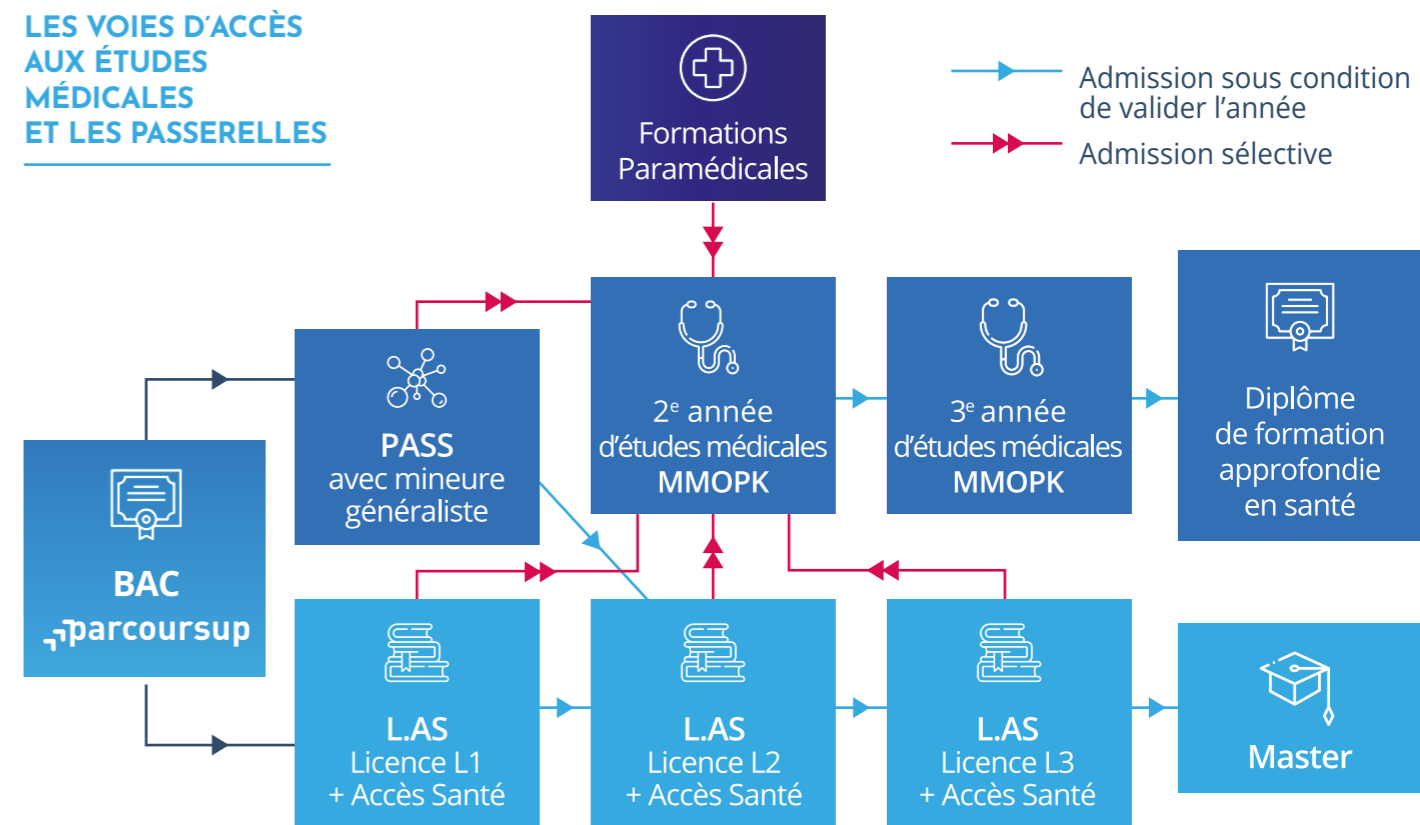 LES VOIES D'ACCÈS
AUX ÉTUDES
MÉDICALES
ET LES PASSERELLES
Formations
Paramédicales
Admission sous condition
de valider l'année
Admission sélective
PASS
avec mineure
généraliste
2e année
d'études médicales
MMOPK
3e année
d'études médicales
MMOPK
Diplôme
de formation
approfondie
en santé
BAC
parcoursup
L.AS
Licence L1
+ Accès Santé
L.AS
Licence L2
+ Accès Santé
L.AS
Licence L3
+ Accès Santé
Master